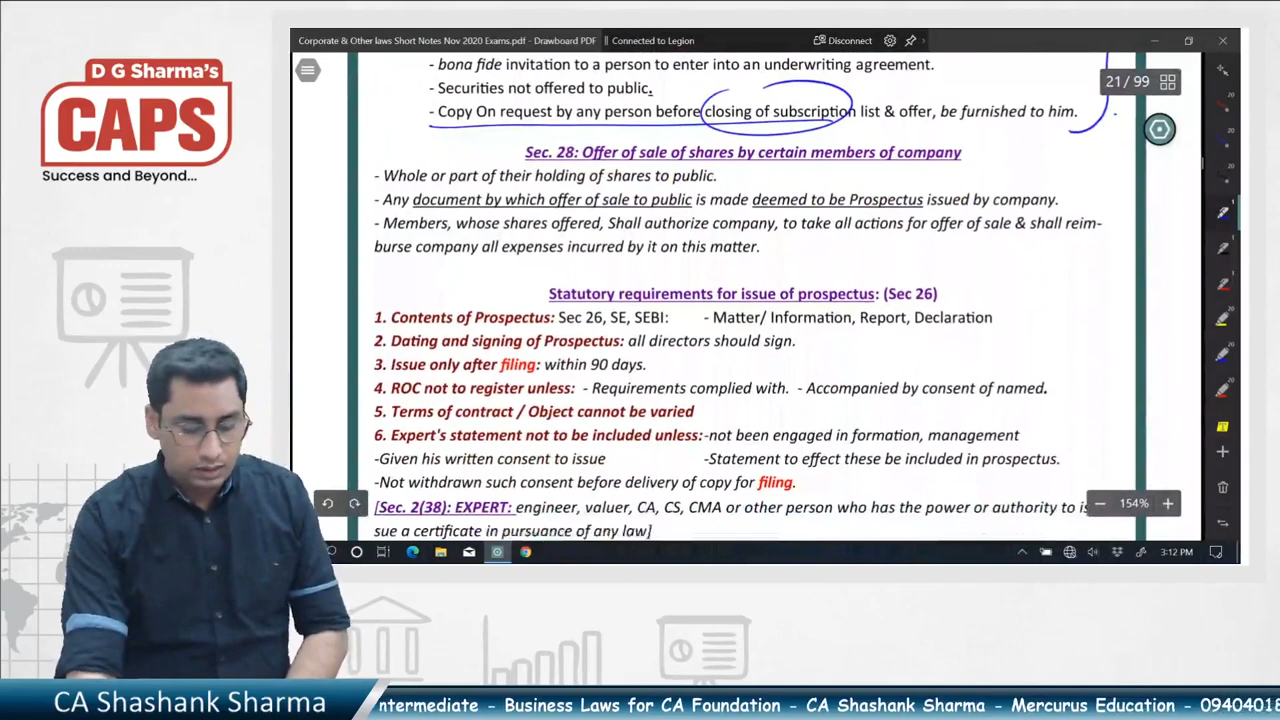 D G Sharma's
CAPS
Success and Beyond...
Corporate & Other laws Short Notes Nov 2020 Exams.pdf - Drawboard PDF
Connected to Legion
Disconnect
21 / 99
- bona fide invitation to a person to enter into an underwriting agreement.
- Securities not offered to public.
- Copy On request by any person before closing of subscription list & offer, be furnished to him.
Sec. 28: Offer of sale of shares by certain members of company
- Whole or part of their holding of shares to public.
- Any document by which offer of sale to public is made deemed to be Prospectus issued by company.
- Members, whose shares offered, Shall authorize company, to take all actions for offer of sale & shall reim-
burse company all expenses incurred by it on this matter.
Statutory requirements for issue of prospectus: (Sec 26)
1. Contents of Prospectus: Sec 26, SE, SEBI: - Matter/ Information, Report, Declaration
2. Dating and signing of Prospectus: all directors should sign.
3. Issue only after filing: within 90 days.
4. ROC not to register unless: - Requirements complied with. - Accompanied by consent of named.
5. Terms of contract / Object cannot be varied
6. Expert's statement not to be included unless:-not been engaged in formation, management
-Given his written consent to issue -Statement to effect these be included in prospectus.
-Not withdrawn such consent before delivery of copy for filing.
[Sec. 2(38): EXPERT: engineer, valuer, CA, CS, CMA or other person who has the power or authority to is
sue a certificate in pursuance of any law]
154%
3:12 PM
CA Shashank Sharma
ntermediate - Business Laws for CA Foundation - CA Shashank Sharma - Mercurus Education - 09404018